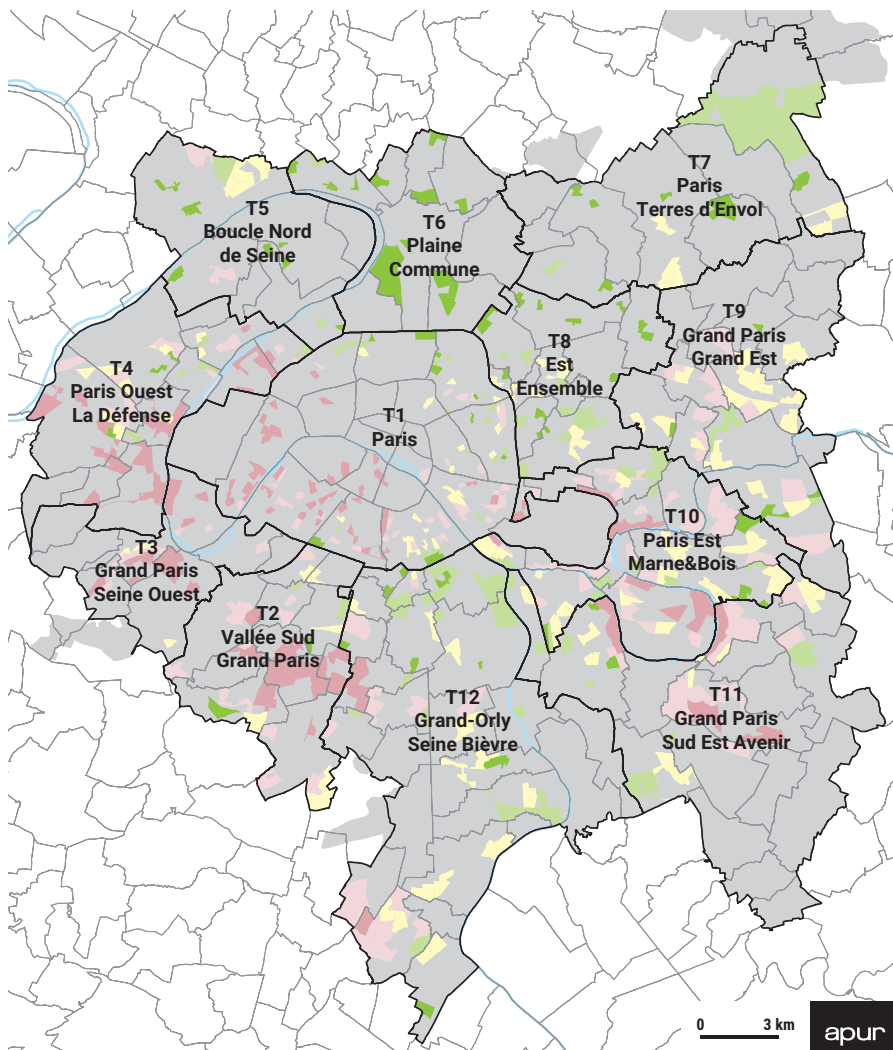 T7
Paris
Terres d'Envol
T5
Boucle Nord
de Seine
T6
Plaine
Commune
T9
Grand Paris
Grand Est
T8
Est
Ensemble
T4
Paris Ouest
La Défense
T1
Paris
T10
Paris Est
Marne&Bois
T3
Grand Paris
Seine Ouest
T2
Vallée Sud
Grand Paris
T12
Grand-Orly
Seine Bièvre
T11
Grand Paris
Sud Est Avenir
0 3 km
apur